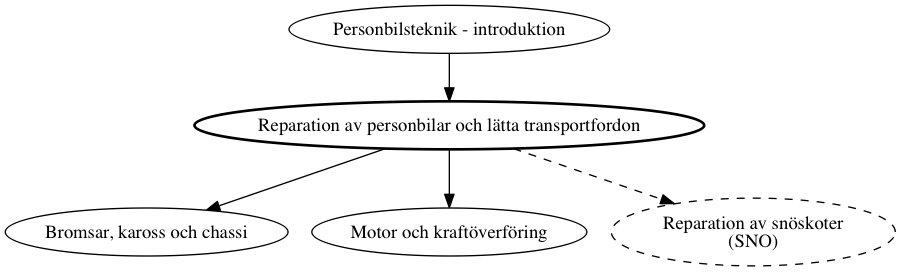 Personbilsteknik - introduktion
Reparation av personbilar och lätta transportfordon
Bromsar, kaross och chassi
Motor och kraftöverföring
Reparation av snöskoter
(SNO)